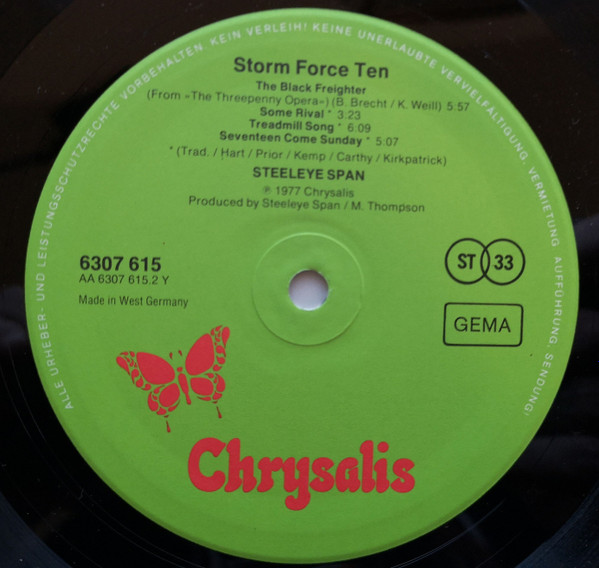 ALLE URHEBER- UND LEISTUNGSSCHUTZRECHTE VORBEHALTEN. KEIN VERLEIH! KEINE UNERLAUBTE VERVIELFÄLTIGUNG, VERMIETUNG, AUFFÜHRUNG, SENDUNG!
Storm Force Ten
The Black Freighter
(From »The Threepenny Opera«) (B. Brecht / K. Weill) 5:57
Some Rival * 3:23
Treadmill Song * 6:09
Seventeen Come Sunday * 5:07
* (Trad. / Hart / Prior / Kemp / Carthy / Kirkpatrick)
STEELEYE SPAN
℗ 1977 Chrysalis
Produced by Steeleye Span / M. Thompson
6307 615
AA 6307 615.2 Y
Made in West Germany
ST 33
GEMA
Chrysalis